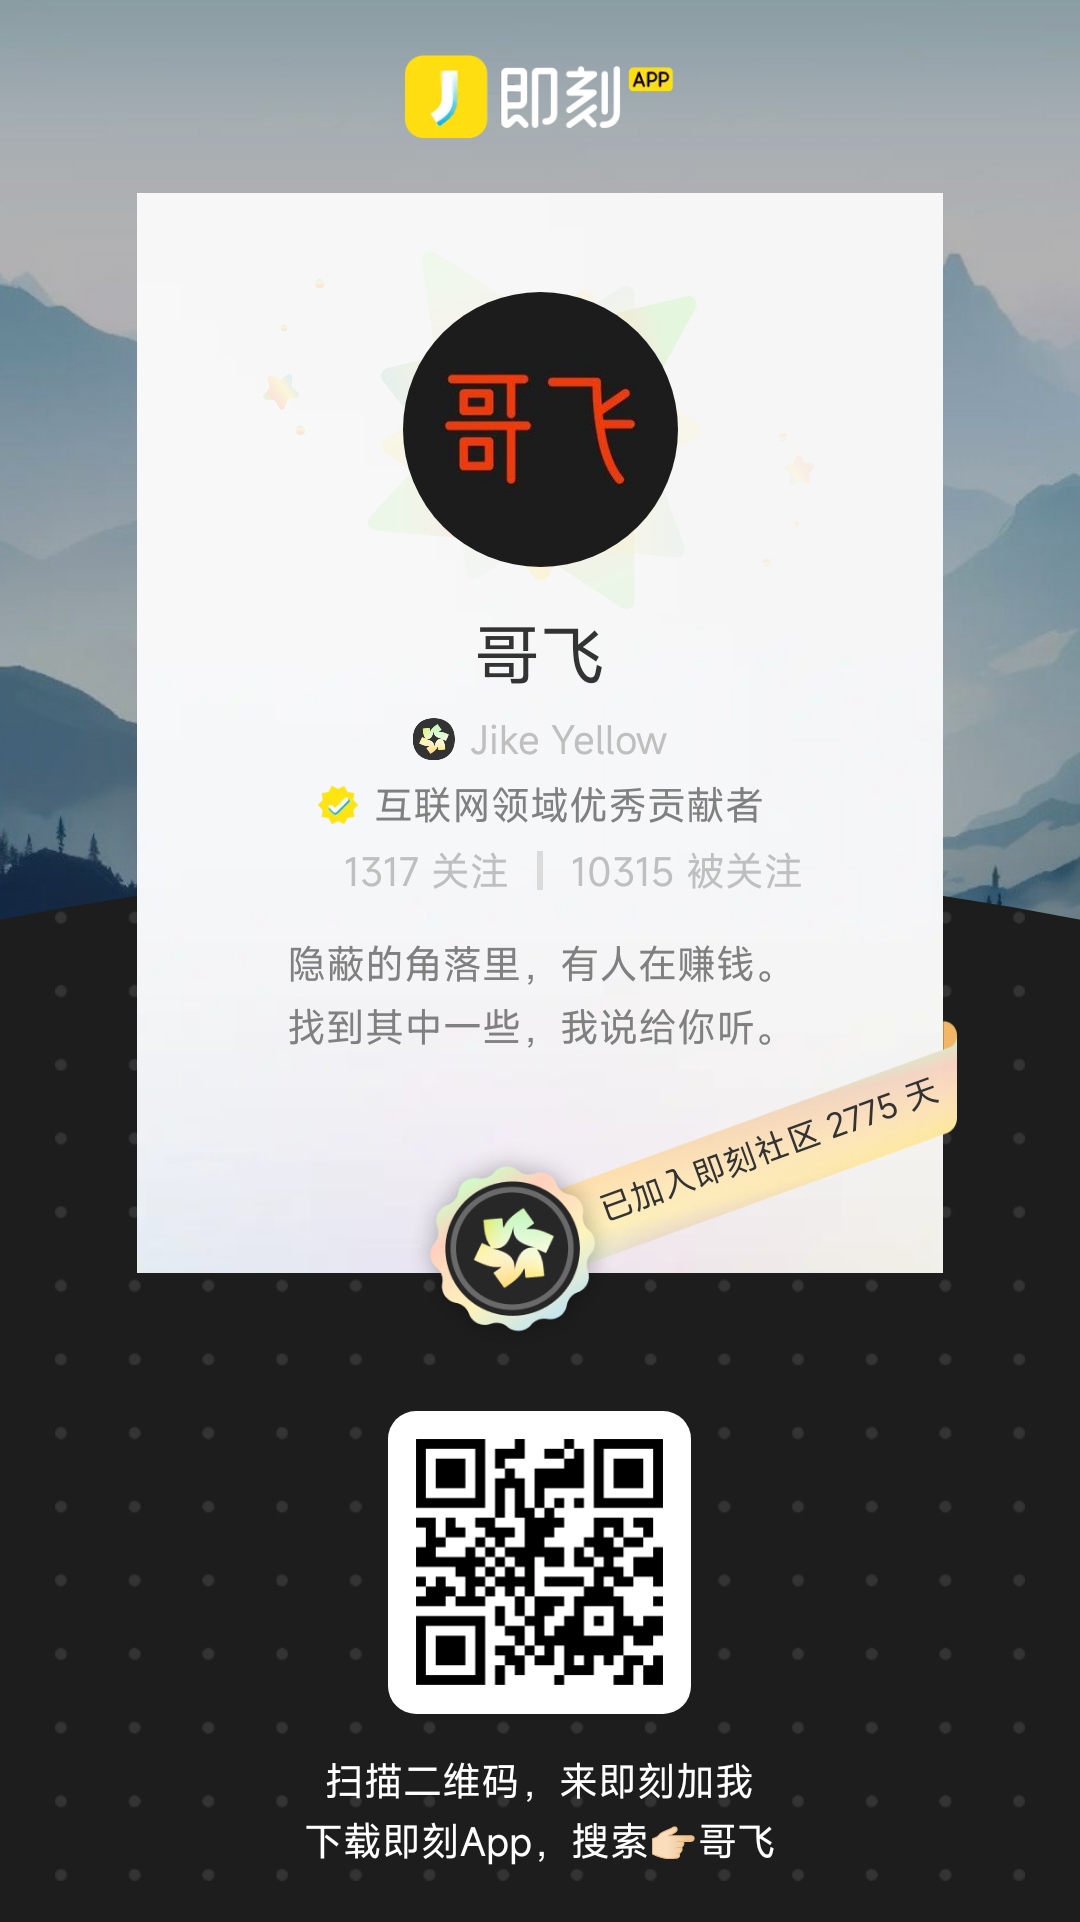 即刻 APP
哥飞
哥飞
Jike Yellow
互联网领域优秀贡献者
1317 关注 | 10315 被关注
隐蔽的角落里，有人在赚钱。
找到其中一些，我说给你听。
已加入即刻社区 2775 天
扫描二维码，来即刻加我
下载即刻App，搜索👉🏻哥飞